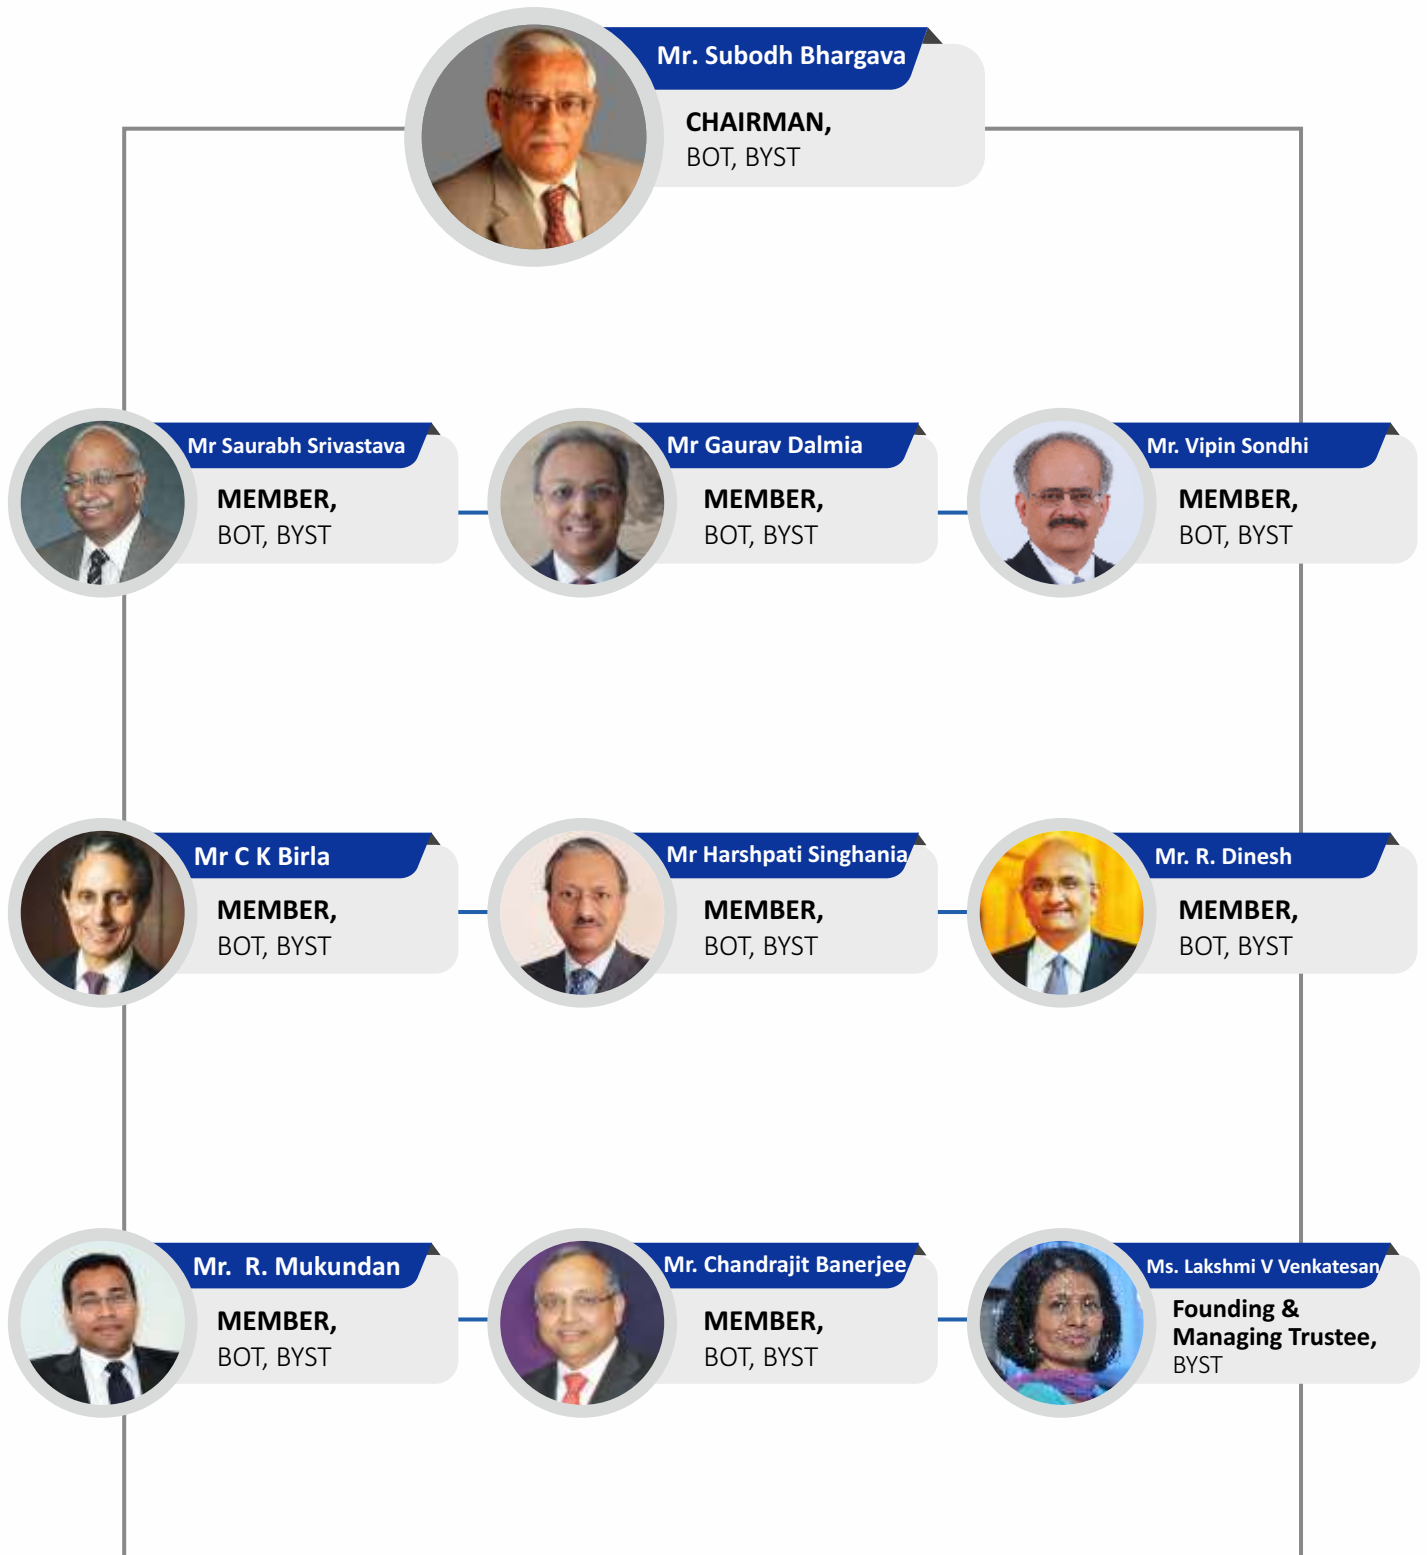 Mr. Subodh Bhargava
CHAIRMAN,
BOT, BYST
Mr Saurabh Srivastava
MEMBER,
BOT, BYST
Mr Gaurav Dalmia
MEMBER,
BOT, BYST
Mr. Vipin Sondhi
MEMBER,
BOT, BYST
Mr C K Birla
MEMBER,
BOT, BYST
Mr Harshpati Singhania
MEMBER,
BOT, BYST
Mr. R. Dinesh
MEMBER,
BOT, BYST
Mr. R. Mukundan
MEMBER,
BOT, BYST
Mr. Chandrajit Banerjee
MEMBER,
BOT, BYST
Ms. Lakshmi V Venkatesan
Founding &
Managing Trustee,
BYST